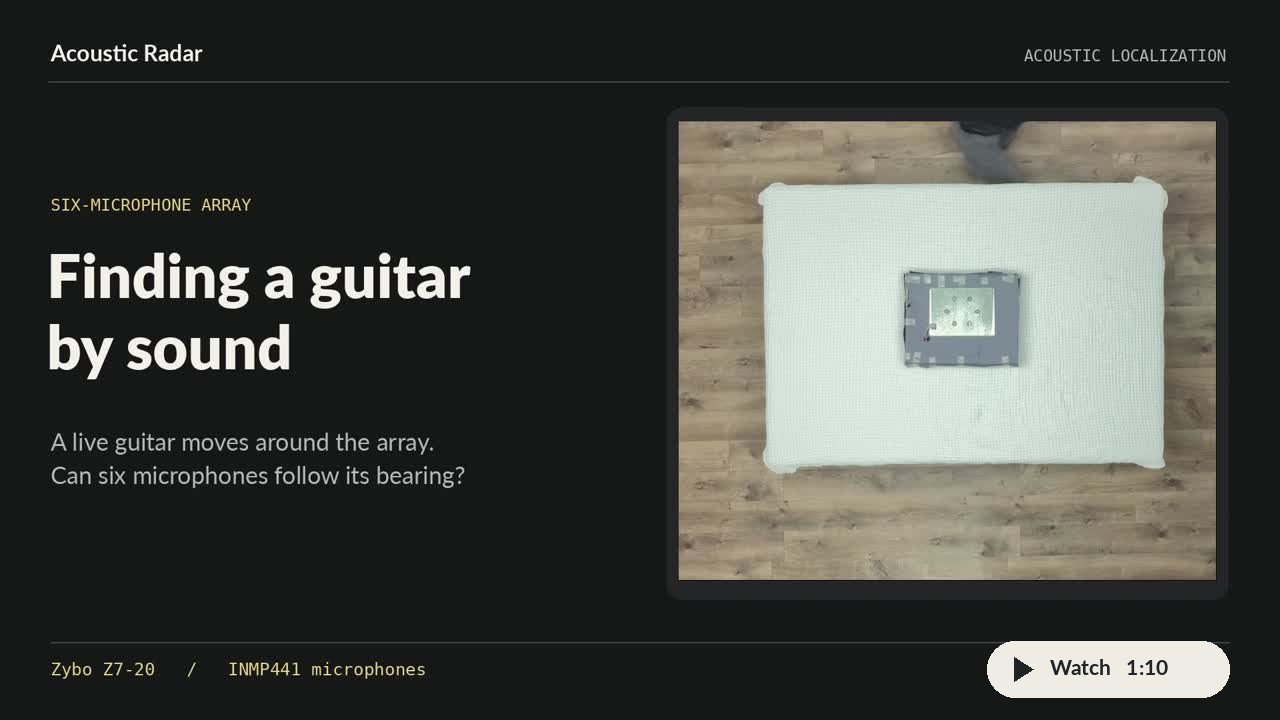 Acoustic Radar
ACOUSTIC LOCALIZATION
SIX-MICROPHONE ARRAY
Finding a guitar
by sound
A live guitar moves around the array.
Can six microphones follow its bearing?
Zybo Z7-20 / INMP441 microphones
Watch 1:10